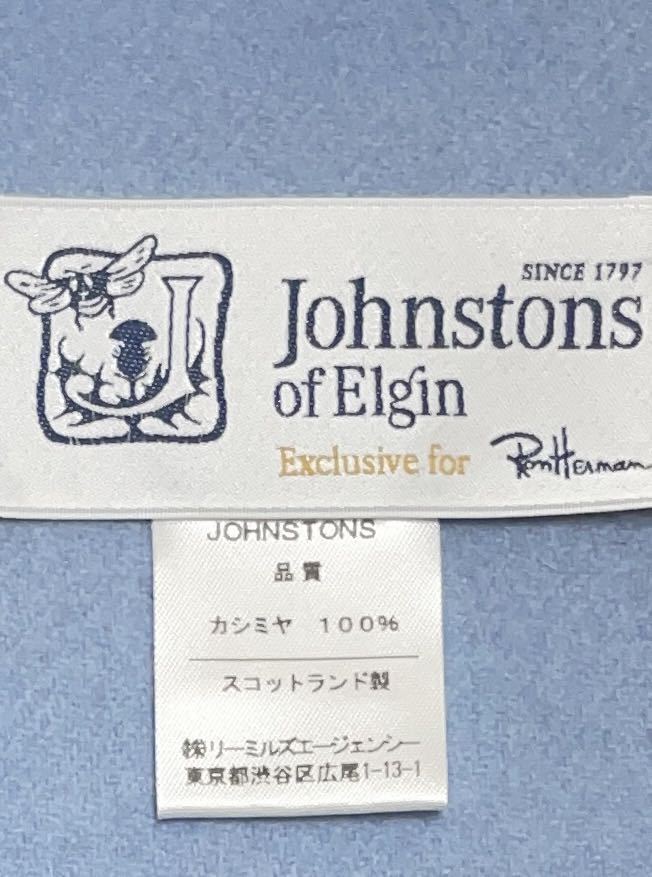 SINCE 1797
Johnstons
of Elgin
Exclusive for Ron Herman
JOHNSTONS
品質
カシミヤ 100%
スコットランド製
㈱リーミルズエージェンシー
東京都渋谷区広尾1-13-1